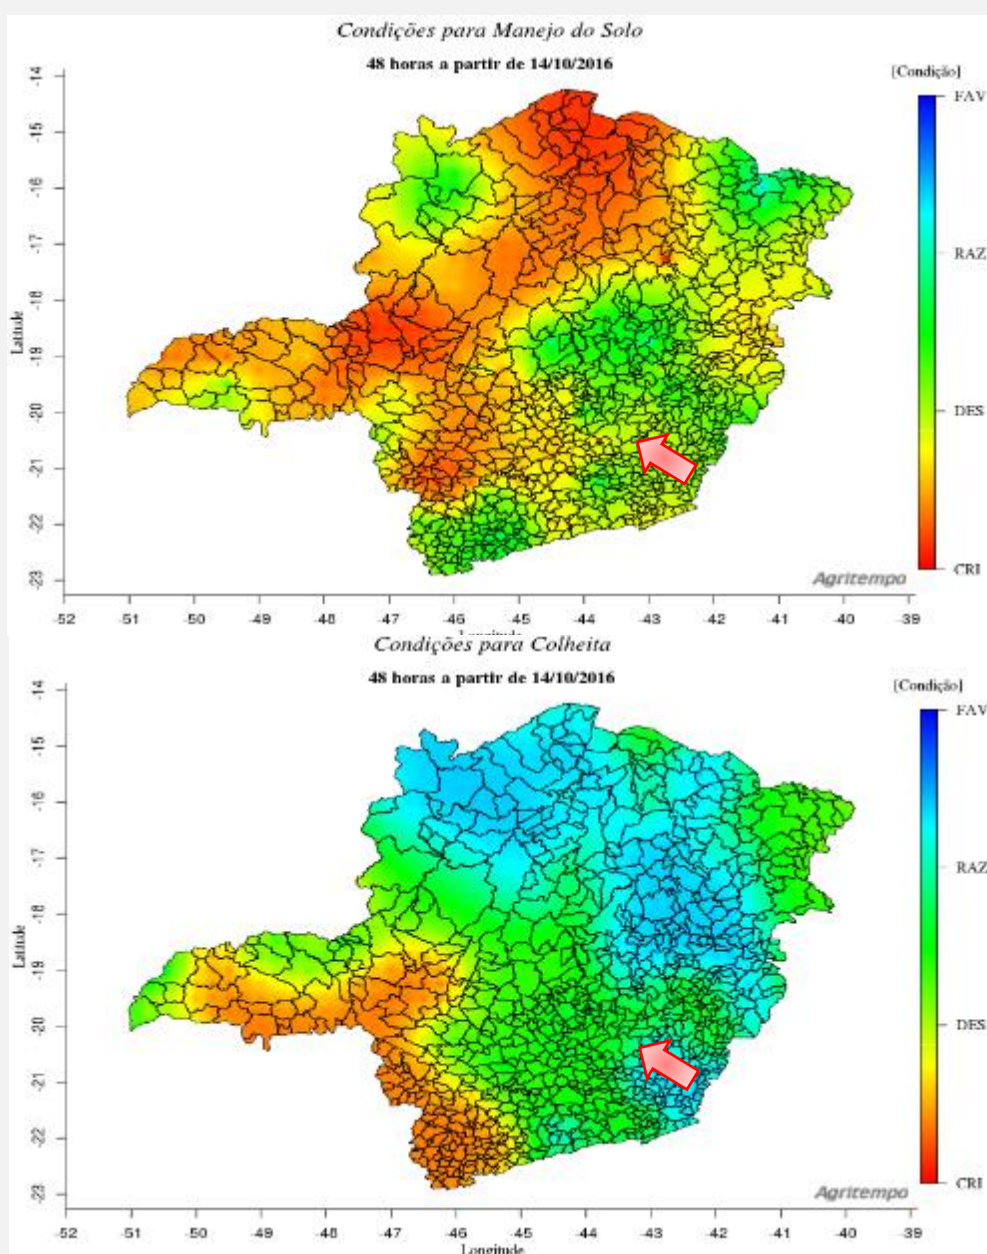 Condições para Manejo do Solo
48 horas a partir de 14/10/2016
[Condição]
FAV
RAZ
DES
CRI
Latitude
-14
-15
-16
-17
-18
-19
-20
-21
-22
-23
Agritempo
-52 -51 -50 -49 -48 -47 -46 -45 -44 -43 -42 -41 -40 -39
Longitude
Condições para Colheita
48 horas a partir de 14/10/2016
[Condição]
FAV
RAZ
DES
CRI
Latitude
-14
-15
-16
-17
-18
-19
-20
-21
-22
-23
Agritempo
-52 -51 -50 -49 -48 -47 -46 -45 -44 -43 -42 -41 -40 -39
Longitude